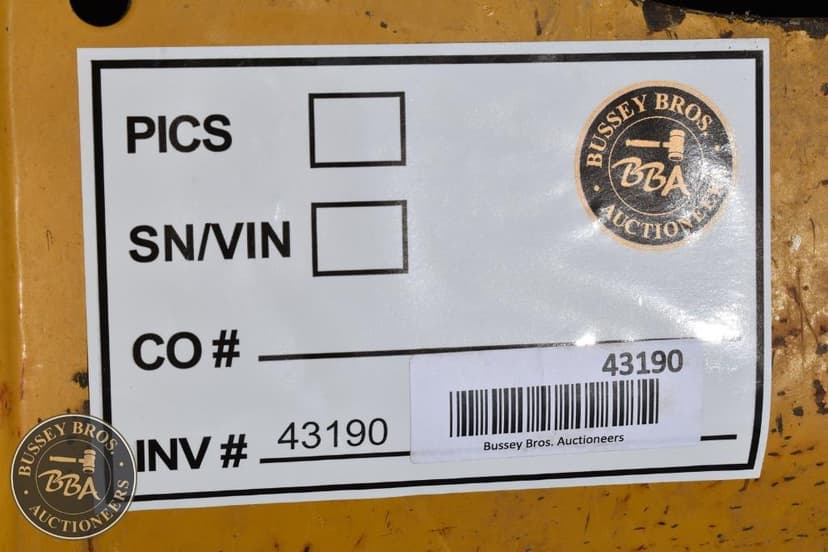 PICS
BUSSEY BROS.
BBA
AUCTIONEERS
SN/VIN
CO #
43190
Bussey Bros. Auctioneers
INV # 43190
BUSSEY BROS.
BBA
AUCTIONEERS